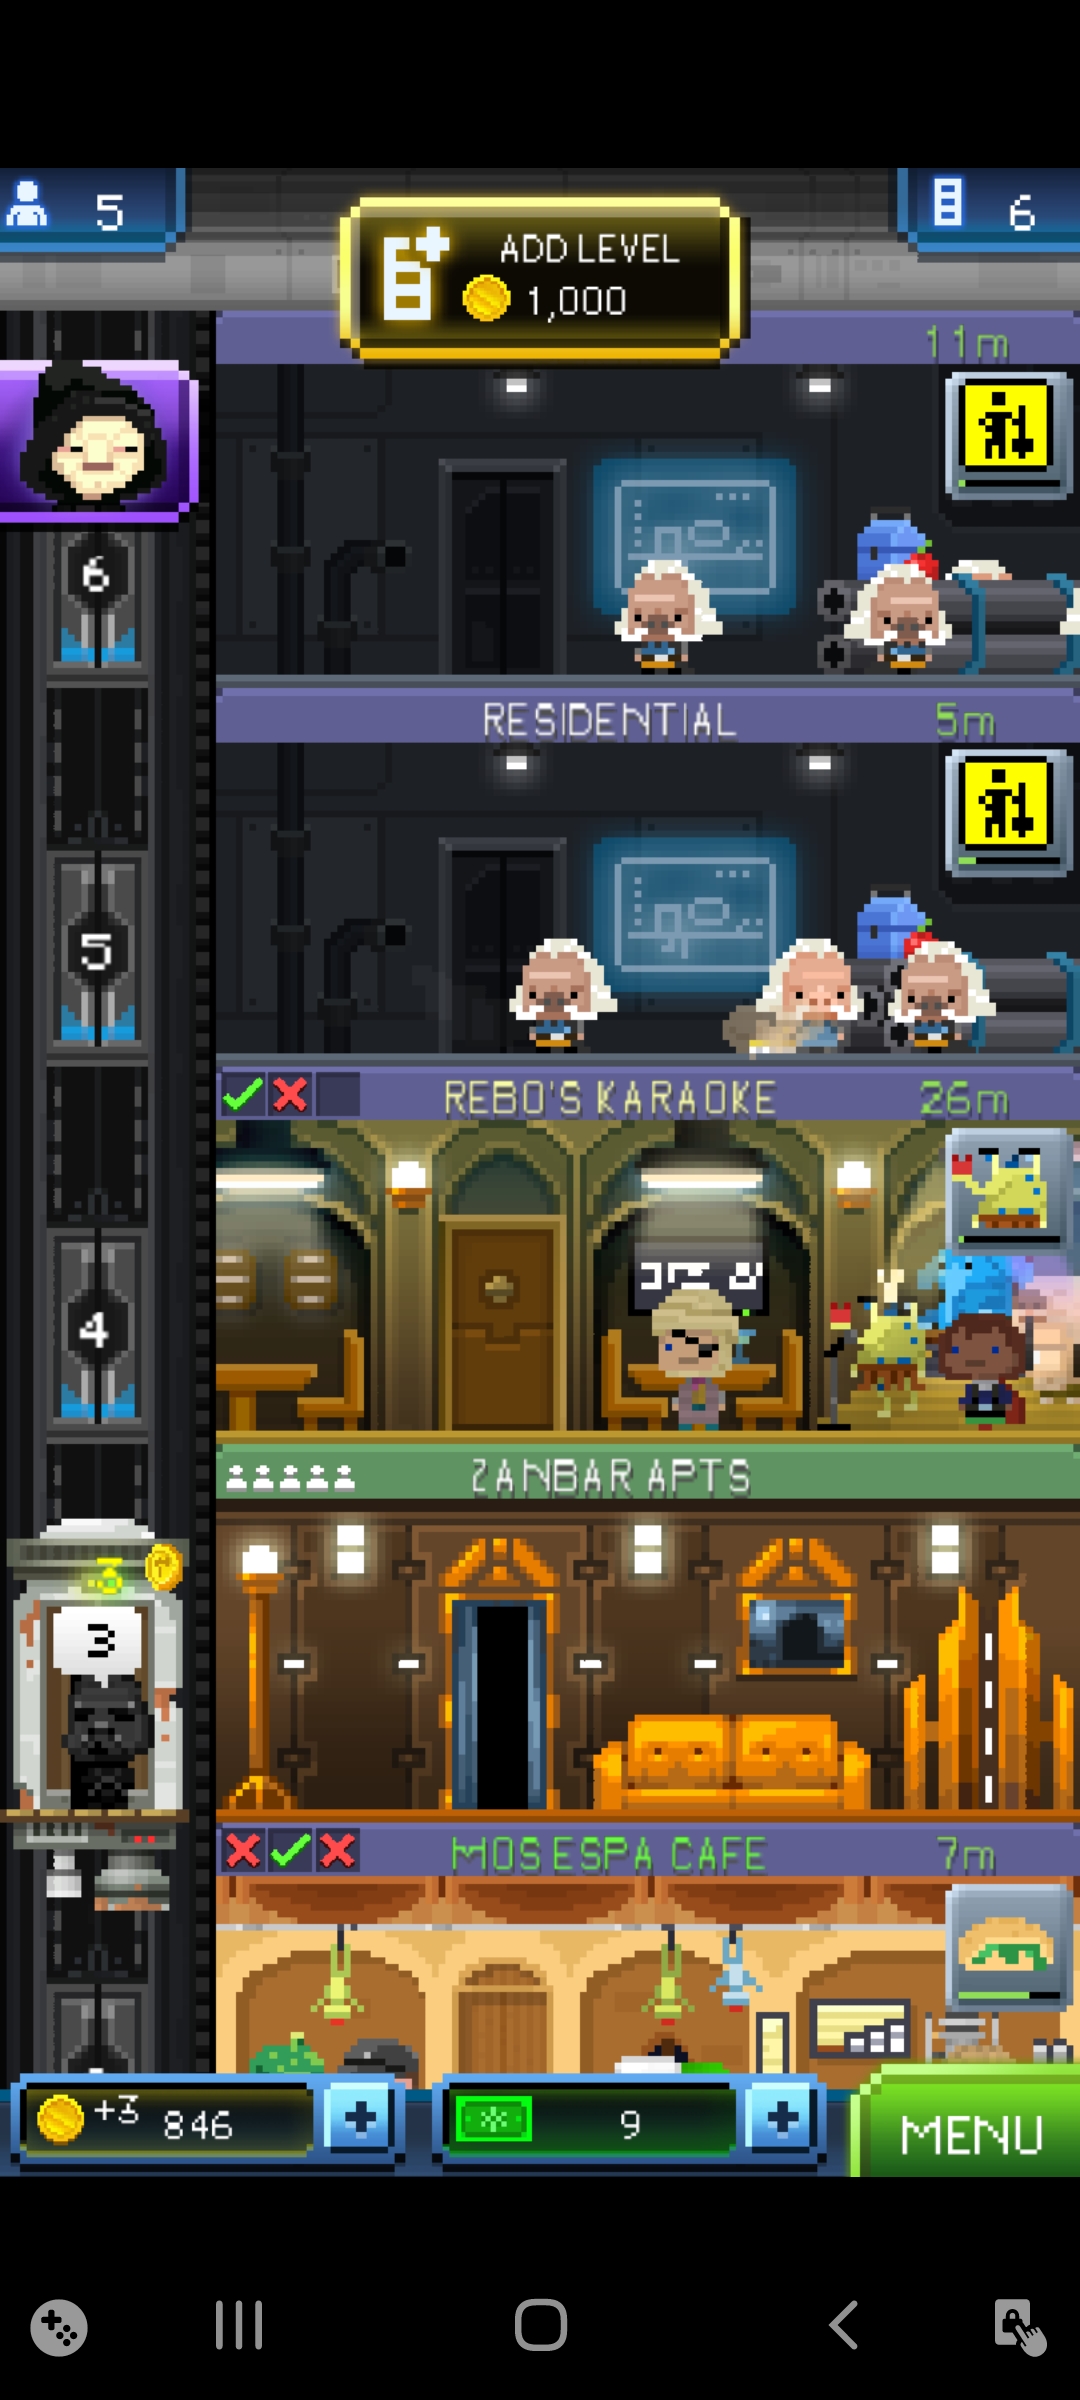 5
ADD LEVEL
1,000
6
11m
6
RESIDENTIAL
5m
5
REBO'S KARAOKE
26m
4
ZANBAR APTS
3
MOS ESPA CAFE
7m
+3
846
9
MENU